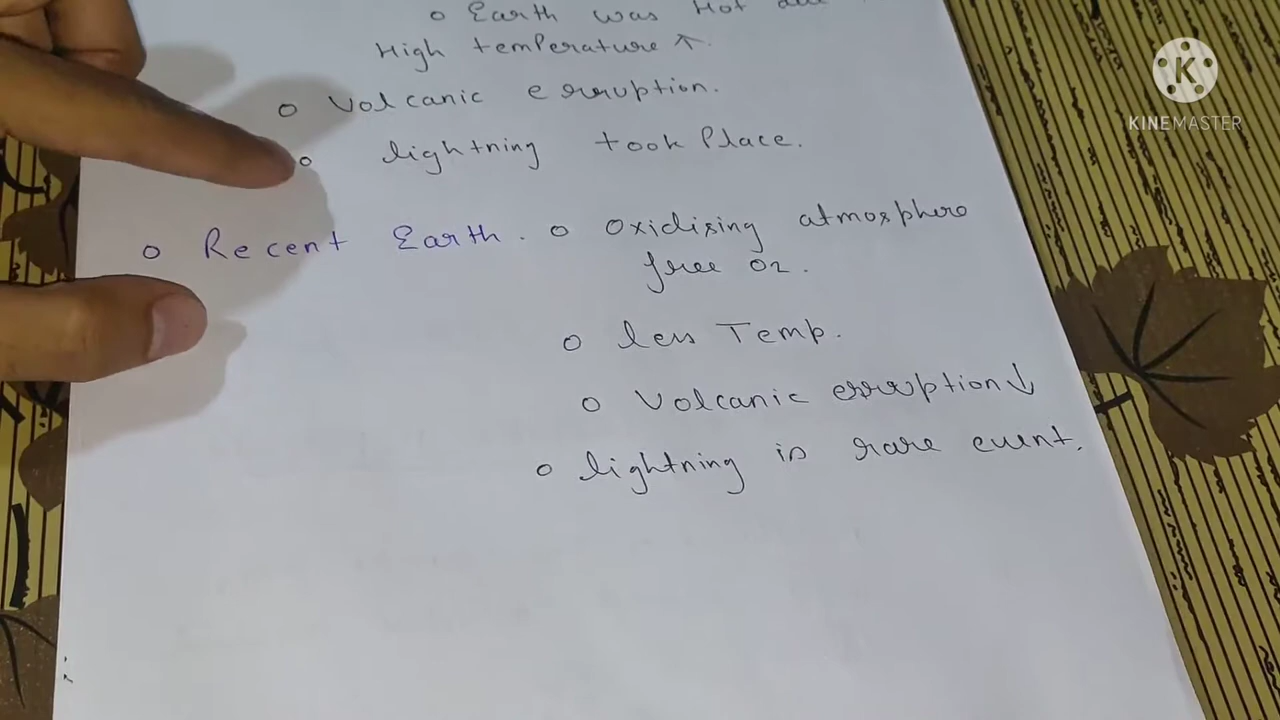 o Earth was Hot
High temperature ↑.
o Volcanic erruption.
o lightning took Place.
o Recent Earth. o Oxidising atmosphere
free O2.
o less Temp.
o Volcanic erruption ↓
o lightning is rare event.
K
KINEMASTER